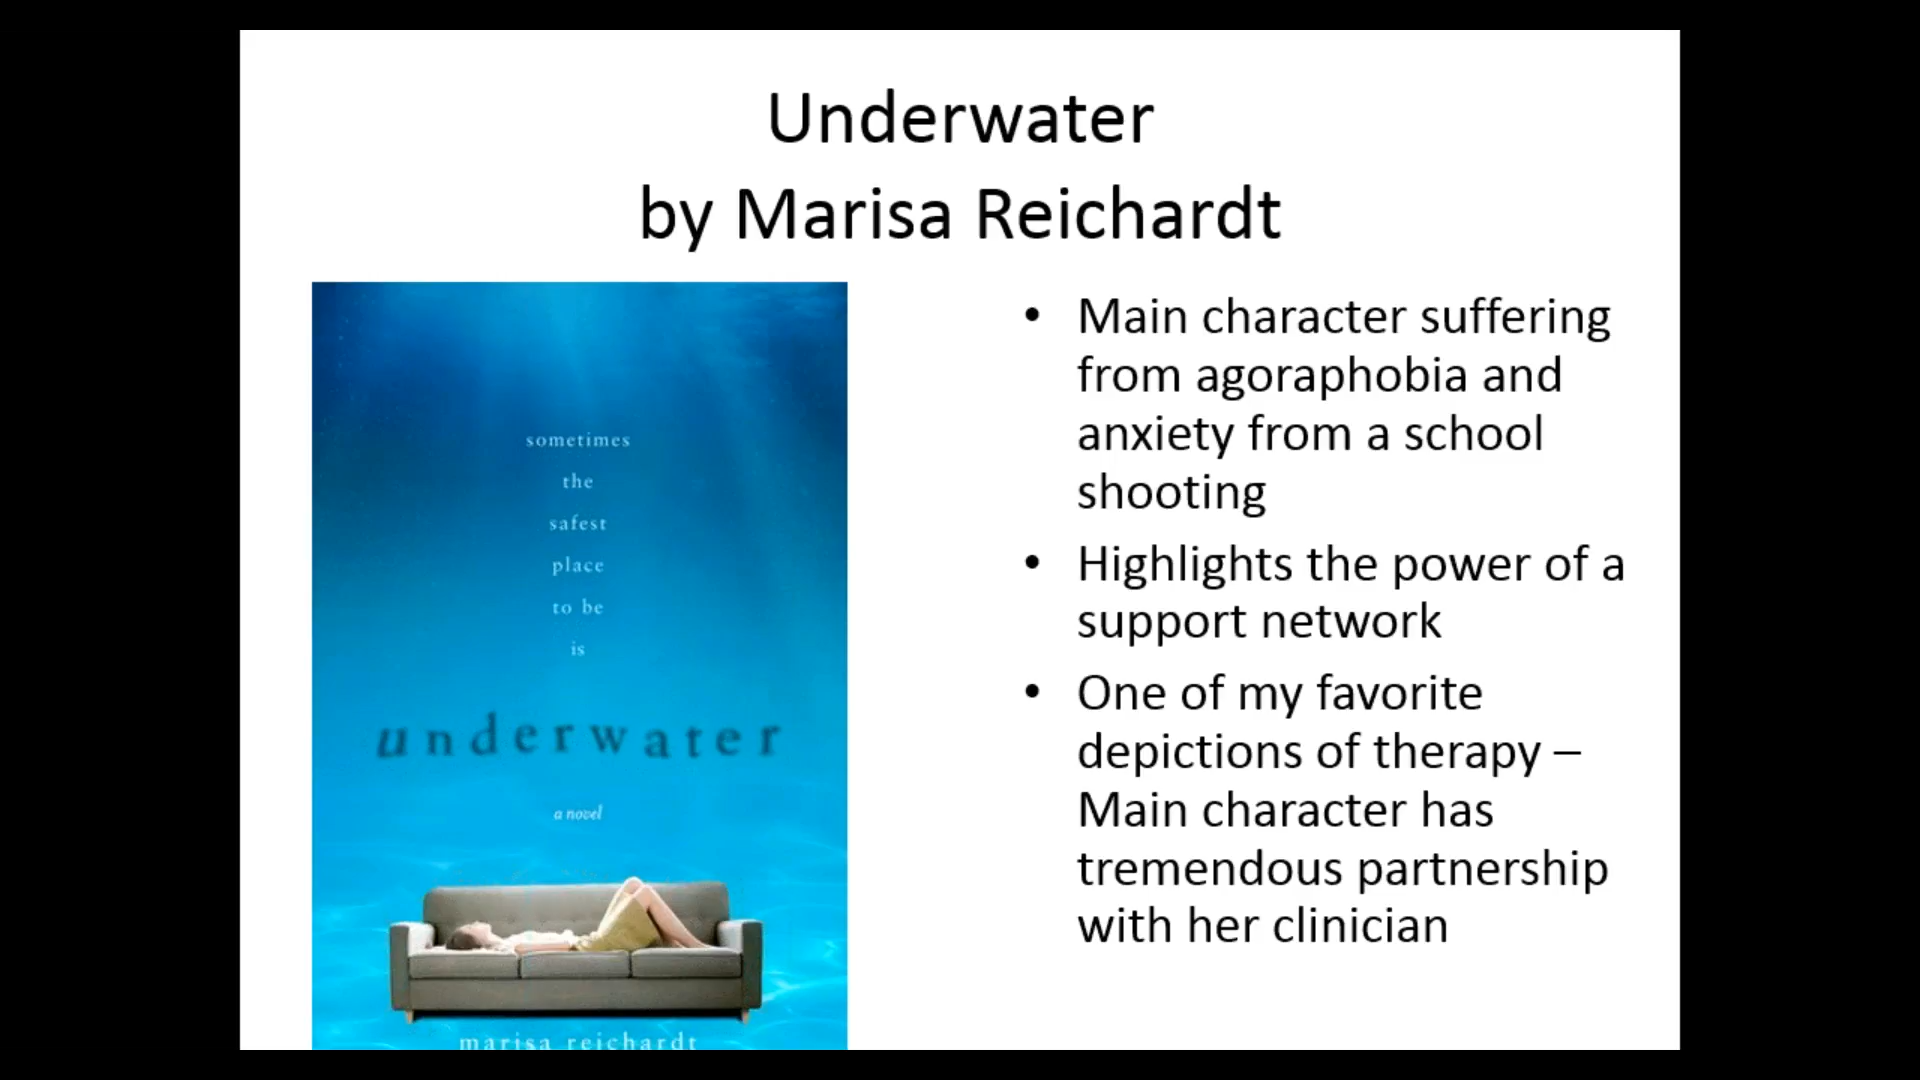 Underwater
by Marisa Reichardt
sometimes
the
safest
place
to be
is
underwater
a novel
marisa reichardt
• Main character suffering
from agoraphobia and
anxiety from a school
shooting
• Highlights the power of a
support network
• One of my favorite
depictions of therapy –
Main character has
tremendous partnership
with her clinician